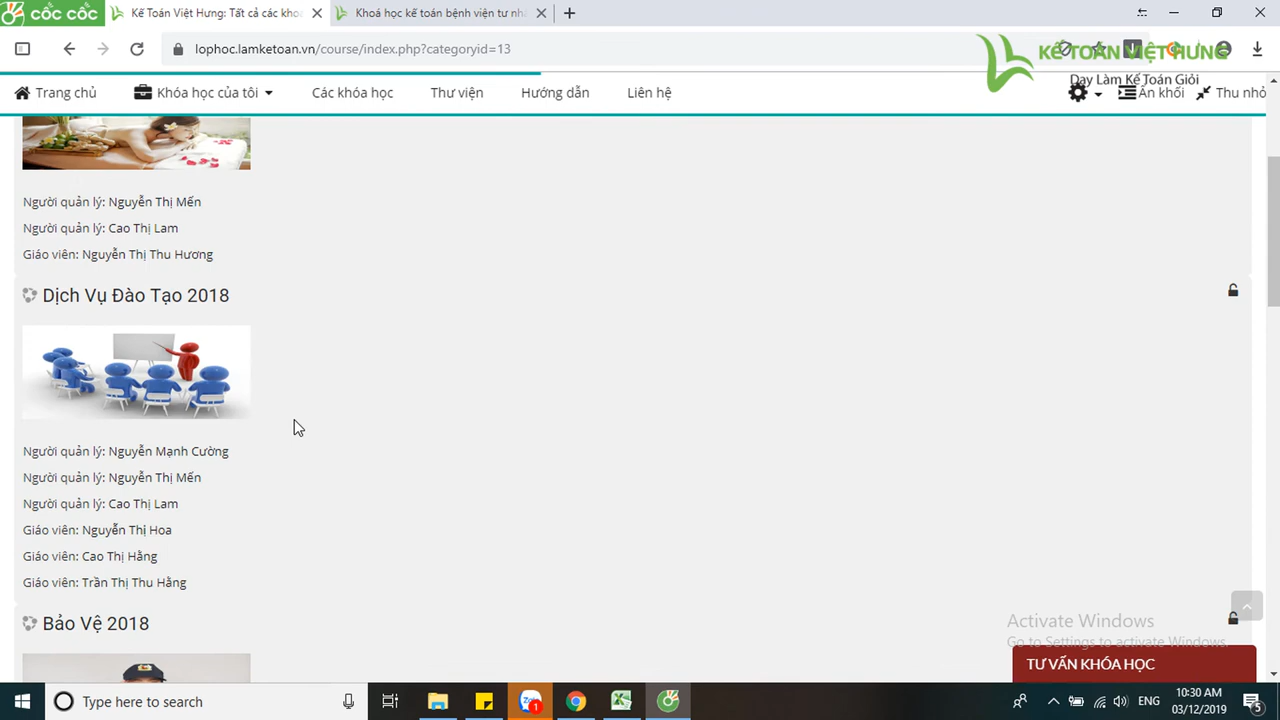 CỐC CỐC
Kế Toán Việt Hưng: Tất cả các khoá
Khoá học kế toán bệnh viện tư nhâ
lophoc.lamketoan.vn/course/index.php?categoryid=13
KẾ TOÁN VIỆT HƯNG
Dạy Làm Kế Toán Giỏi
Trang chủ
Khóa học của tôi
Các khóa học
Thư viện
Hướng dẫn
Liên hệ
Ẩn khối
Thu nhỏ
Người quản lý: Nguyễn Thị Mến
Người quản lý: Cao Thị Lam
Giáo viên: Nguyễn Thị Thu Hương
Dịch Vụ Đào Tạo 2018
Người quản lý: Nguyễn Mạnh Cường
Người quản lý: Nguyễn Thị Mến
Người quản lý: Cao Thị Lam
Giáo viên: Nguyễn Thị Hoa
Giáo viên: Cao Thị Hằng
Giáo viên: Trần Thị Thu Hằng
Bảo Vệ 2018
Activate Windows
Go to Settings to activate Windows.
TƯ VẤN KHÓA HỌC
Type here to search
1
ENG
10:30 AM
03/12/2019
5